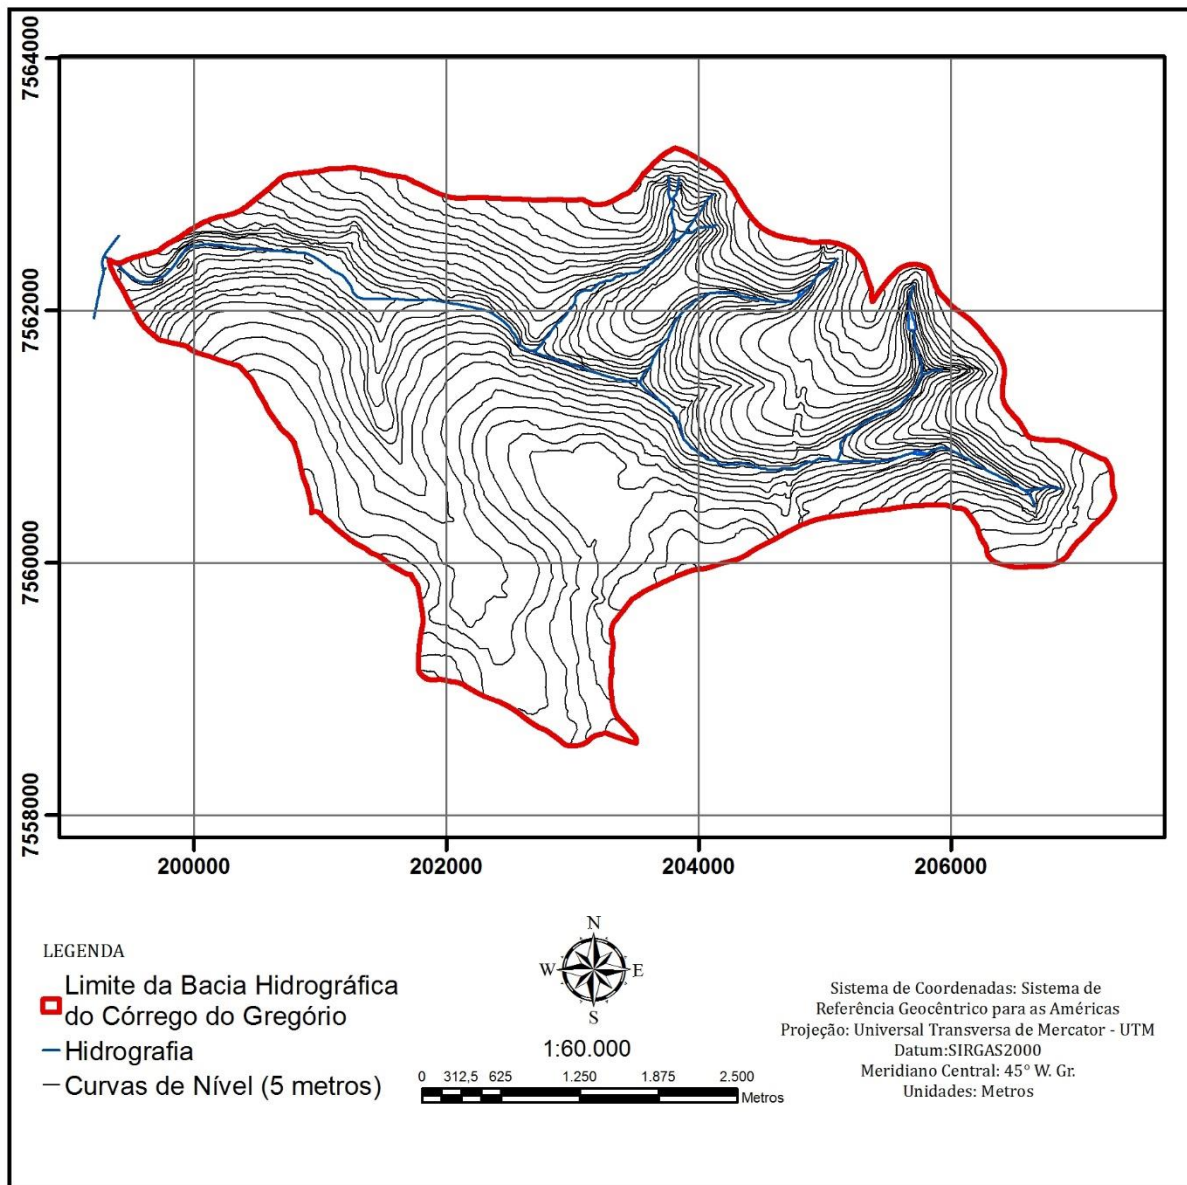 7564000
7562000
7560000
7558000
200000 202000 204000 206000
LEGENDA
Limite da Bacia Hidrográfica
do Córrego do Gregório
Hidrografia
Curvas de Nível (5 metros)
N
W E
S
1:60.000
0 312,5 625 1.250 1.875 2.500
Metros
Sistema de Coordenadas: Sistema de
Referência Geocêntrico para as Américas
Projeção: Universal Transversa de Mercator - UTM
Datum:SIRGAS2000
Meridiano Central: 45° W. Gr.
Unidades: Metros